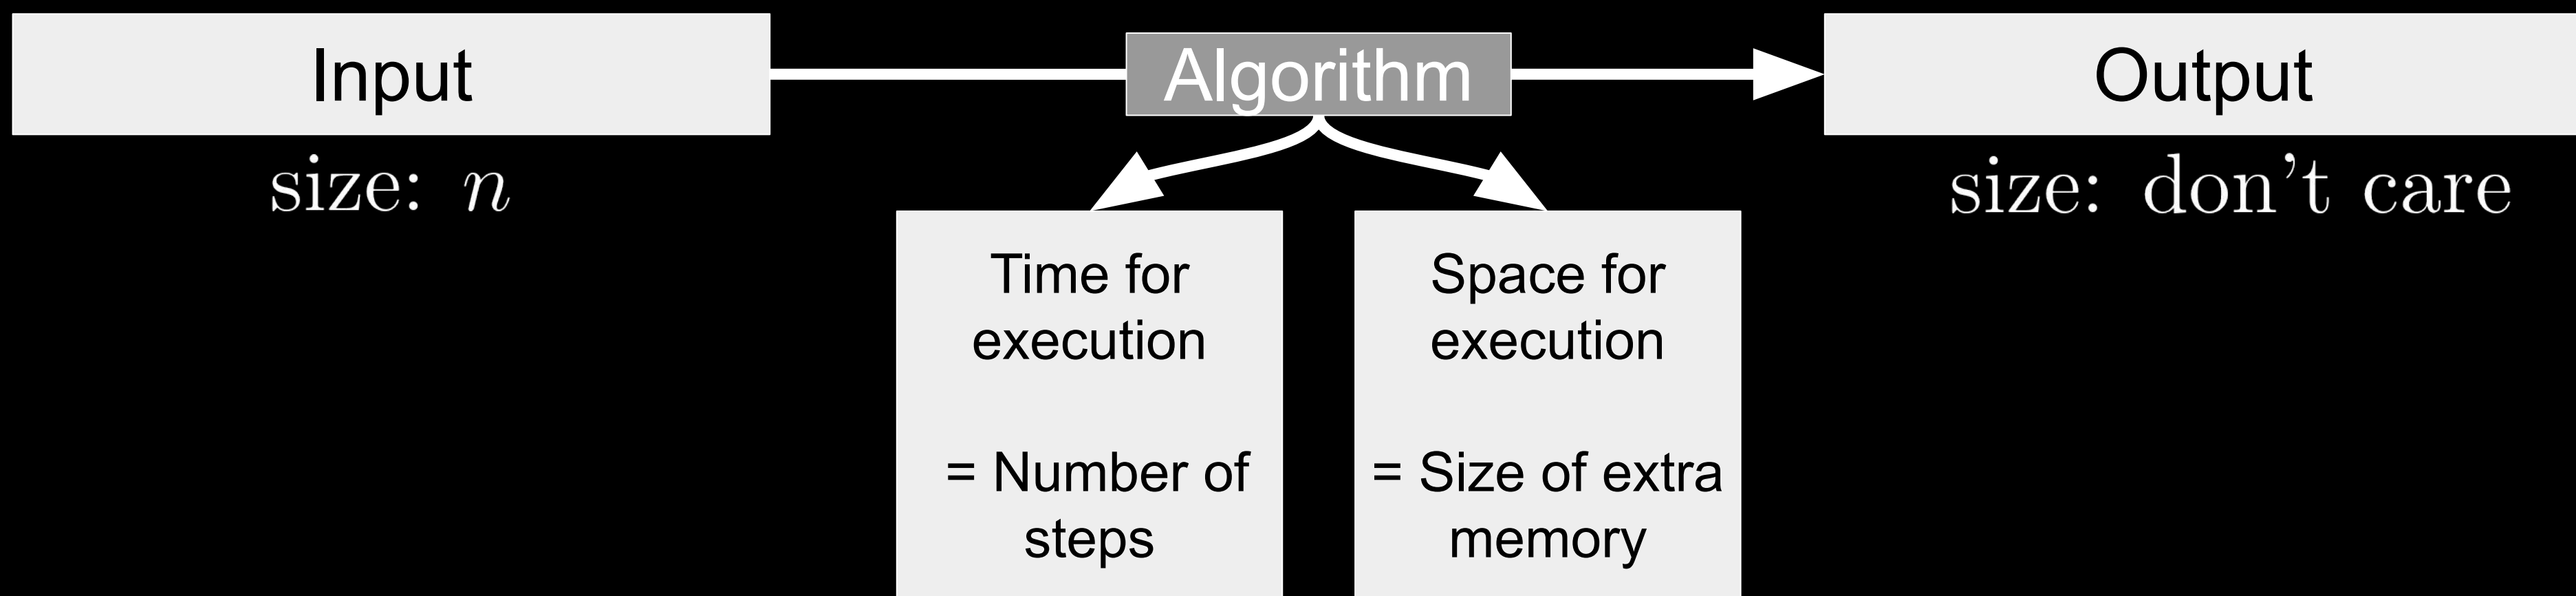 Input
Algorithm
Output
size: n
size: don't care
Time for
execution
= Number of
steps
Space for
execution
= Size of extra
memory